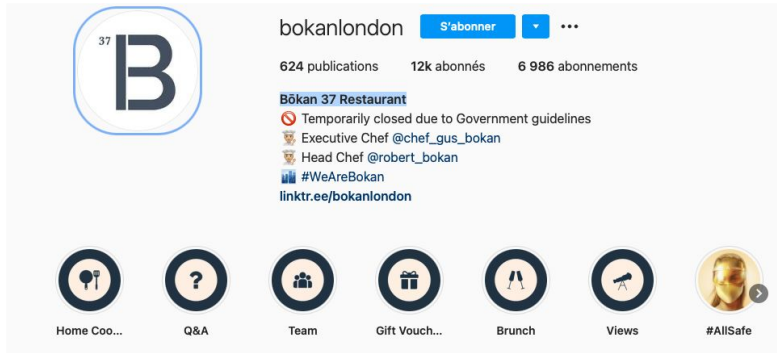 37
B
bokanlondon S'abonner
624 publications 12k abonnés 6 986 abonnements
Bōkan 37 Restaurant
Temporarily closed due to Government guidelines
Executive Chef @chef_gus_bokan
Head Chef @robert_bokan
#WeAreBokan
linktr.ee/bokanlondon
?
Home Coo... Q&A Team Gift Vouch... Brunch Views #AllSafe